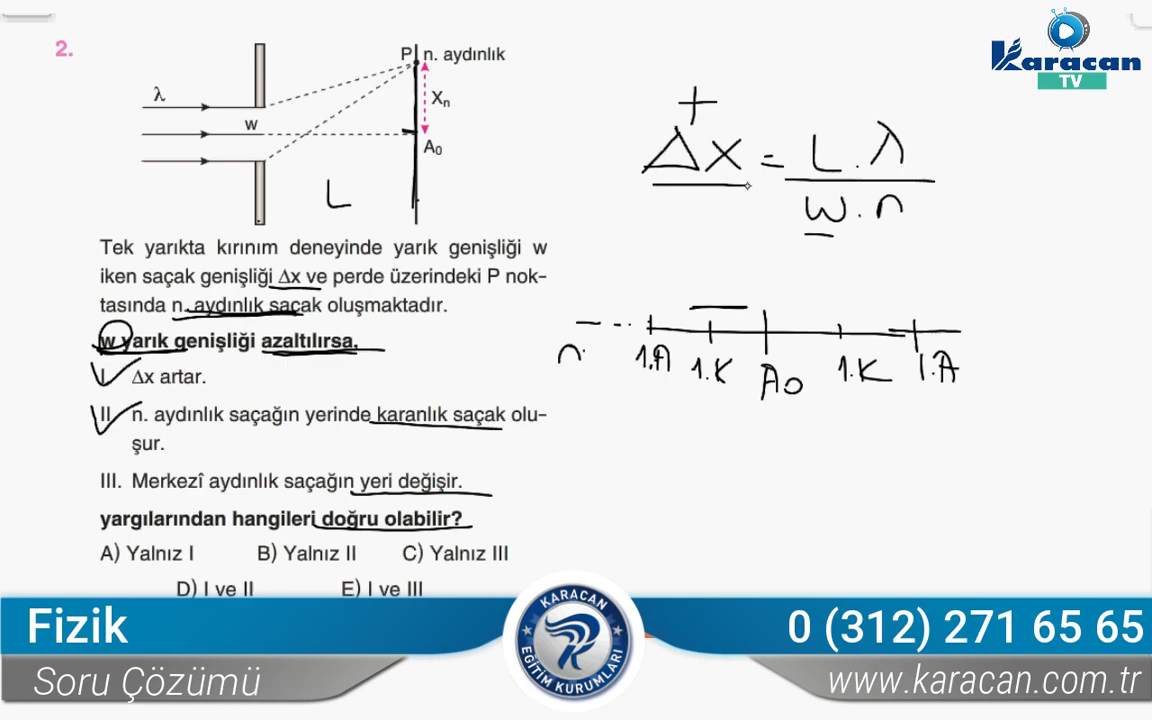 Karacan
TV
2.
P
n. aydınlık
λ
Xn
w
A0
L
+
Δx = L . λ
w . n
Tek yarıkta kırınım deneyinde yarık genişliği w
iken saçak genişliği Δx ve perde üzerindeki P nok-
tasında n. aydınlık saçak oluşmaktadır.
w yarık genişliği azaltılırsa,
I. Δx artar.
II. n. aydınlık saçağın yerinde karanlık saçak olu-
şur.
III. Merkezî aydınlık saçağın yeri değişir.
yargılarından hangileri doğru olabilir?
A) Yalnız I B) Yalnız II C) Yalnız III
D) I ve II E) I ve III
n. 1.A 1.K A0 1.K 1.A
Fizik
Soru Çözümü
KARACAN
EĞİTİM KURUMLARI
0 (312) 271 65 65
www.karacan.com.tr